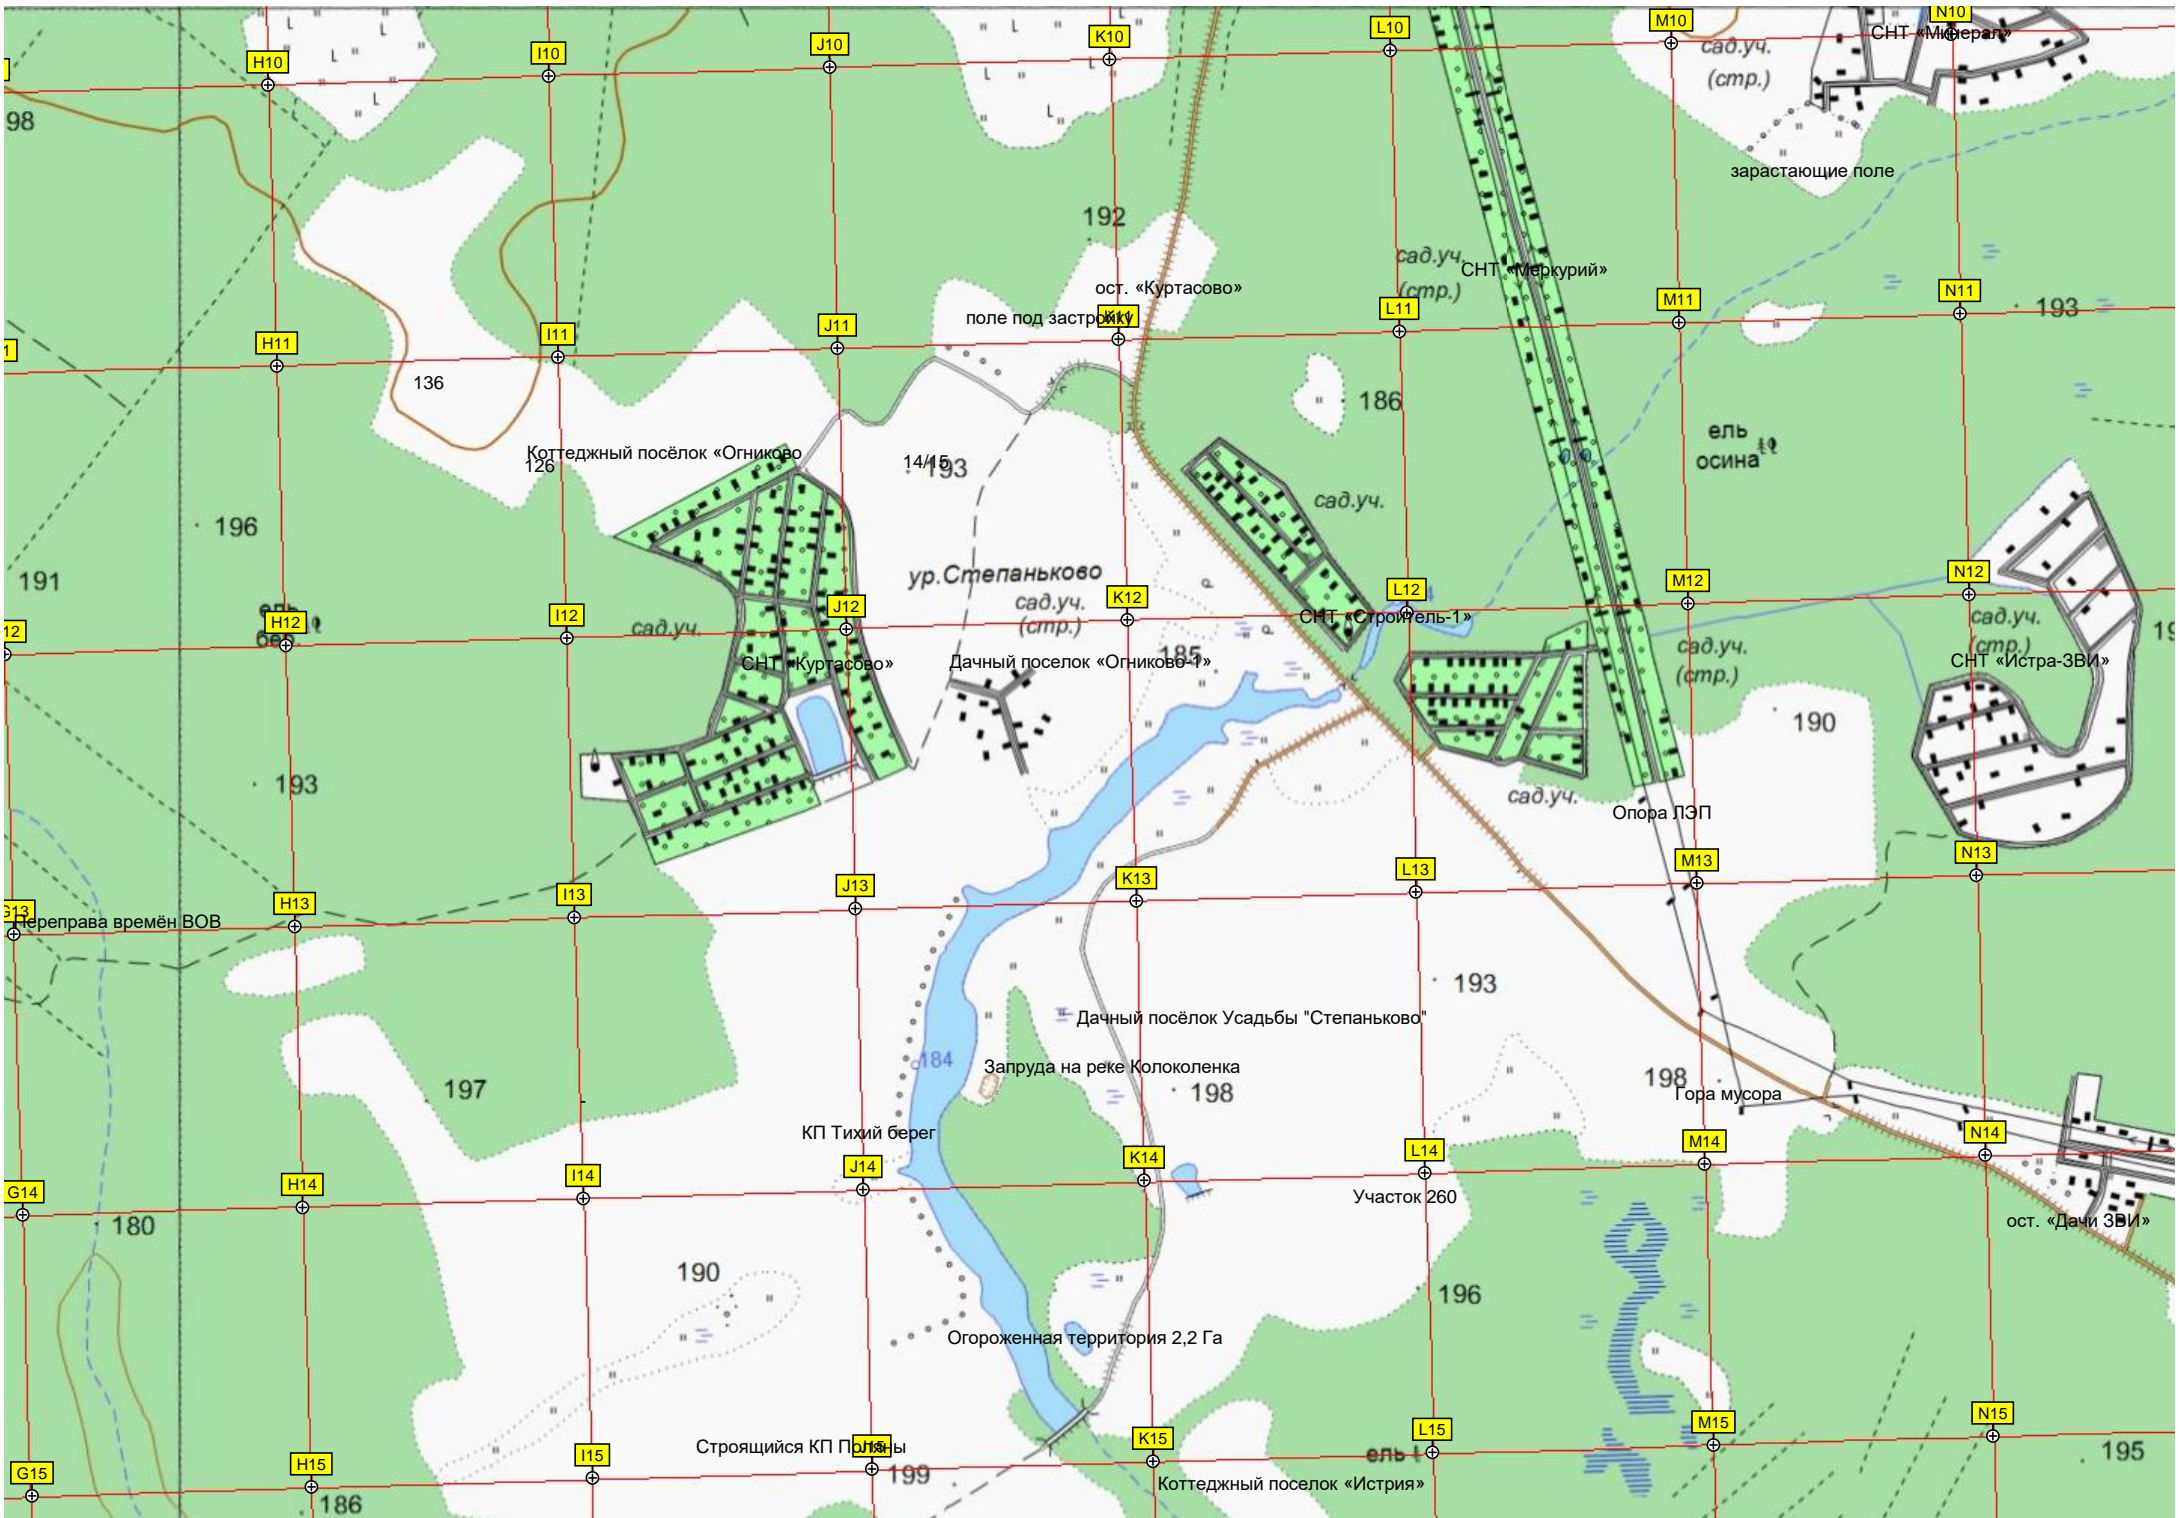 H10
I10
J10
K10
L10
M10
N10
СНТ «Минерал»
сад.уч.
(стр.)
98
зарастающие поле
192
сад.уч.
(стр.)
СНТ «Меркурий»
ост. «Куртасово»
поле под застройку
H11
I11
J11
L11
M11
N11
193
136
186
ель
осина
Коттеджный посёлок «Огниково
126
14/15
193
сад.уч.
196
191
ур.Степаньково
сад.уч.
(стр.)
12
ель
H12
I12
J12
K12
L12
M12
N12
сад.уч.
СНТ «Строитель-1»
сад.уч.
(стр.)
сад.уч.
(стр.)
СНТ «Куртасово»
Дачный поселок «Огниково-1»
185
СНТ «Истра-ЗВИ»
190
193
сад.уч.
Опора ЛЭП
G13
H13
I13
J13
K13
L13
M13
N13
Переправа времён ВОВ
193
Дачный посёлок Усадьбы "Степаньково"
184
Запруда на реке Колоколенка
197
198
198
Гора мусора
КП Тихий берег
G14
H14
I14
J14
K14
L14
M14
N14
Участок 260
180
ост. «Дачи ЗВИ»
190
196
Огороженная территория 2,2 Га
G15
H15
I15
J15
K15
L15
M15
N15
Строящийся КП Поляны
ель
195
199
Коттеджный поселок «Истрия»
186